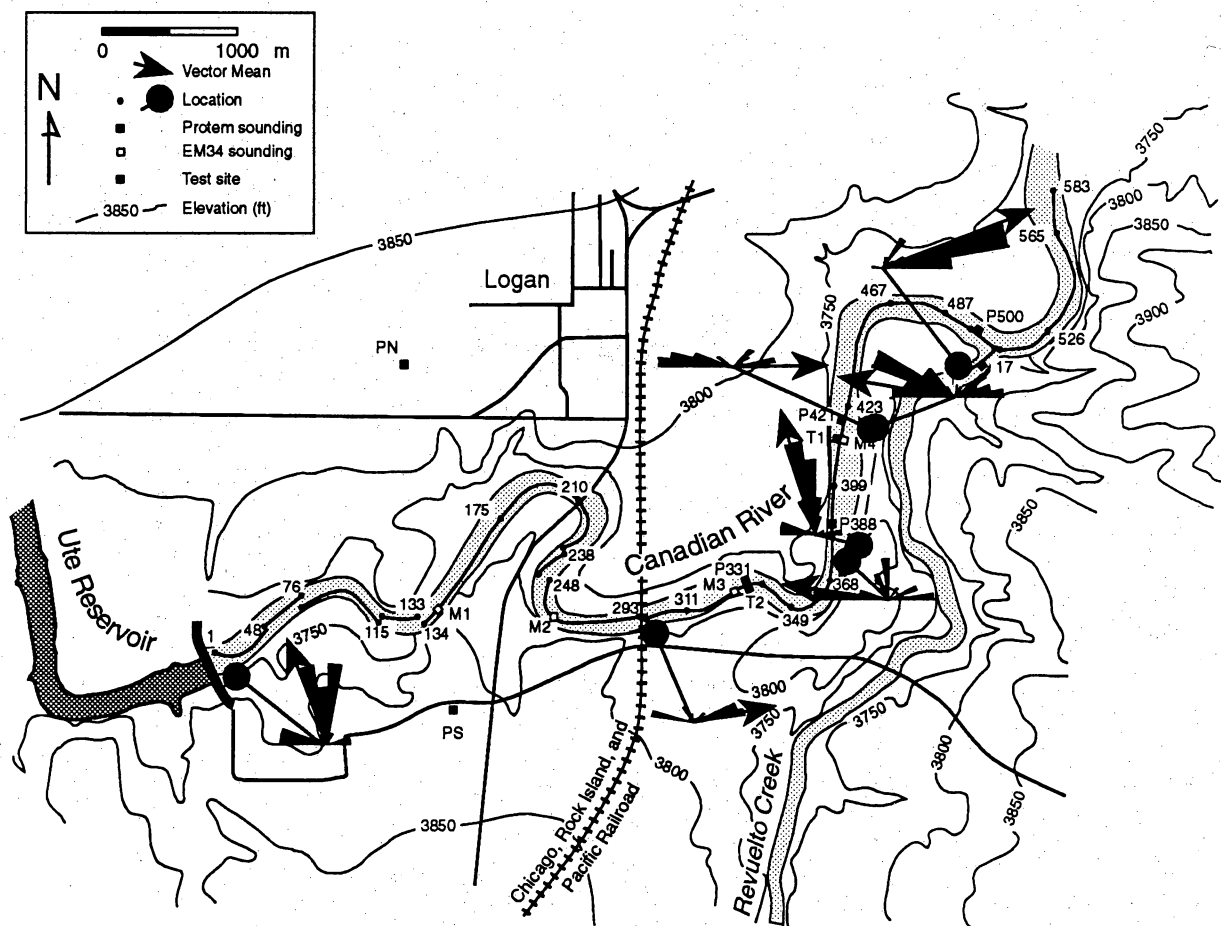 0 1000 m
Vector Mean
N
Location
Protem sounding
EM34 sounding
Test site
3850 Elevation (ft)
3850
Logan
PN
3750
583
3800
3850
565
3900
467
487
P500
526
17
3750
3800
P421
423
T1
M4
399
P388
3850
Canadian River
210
175
238
248
P331
M3
T2
368
349
311
293
M2
Ute Reservoir
76
48
1
133
115
134
M1
3750
PS
3800
3750
3750
3800
3800
3850
3850
Chicago, Rock Island, and
Pacific Railroad
Revuelto Creek